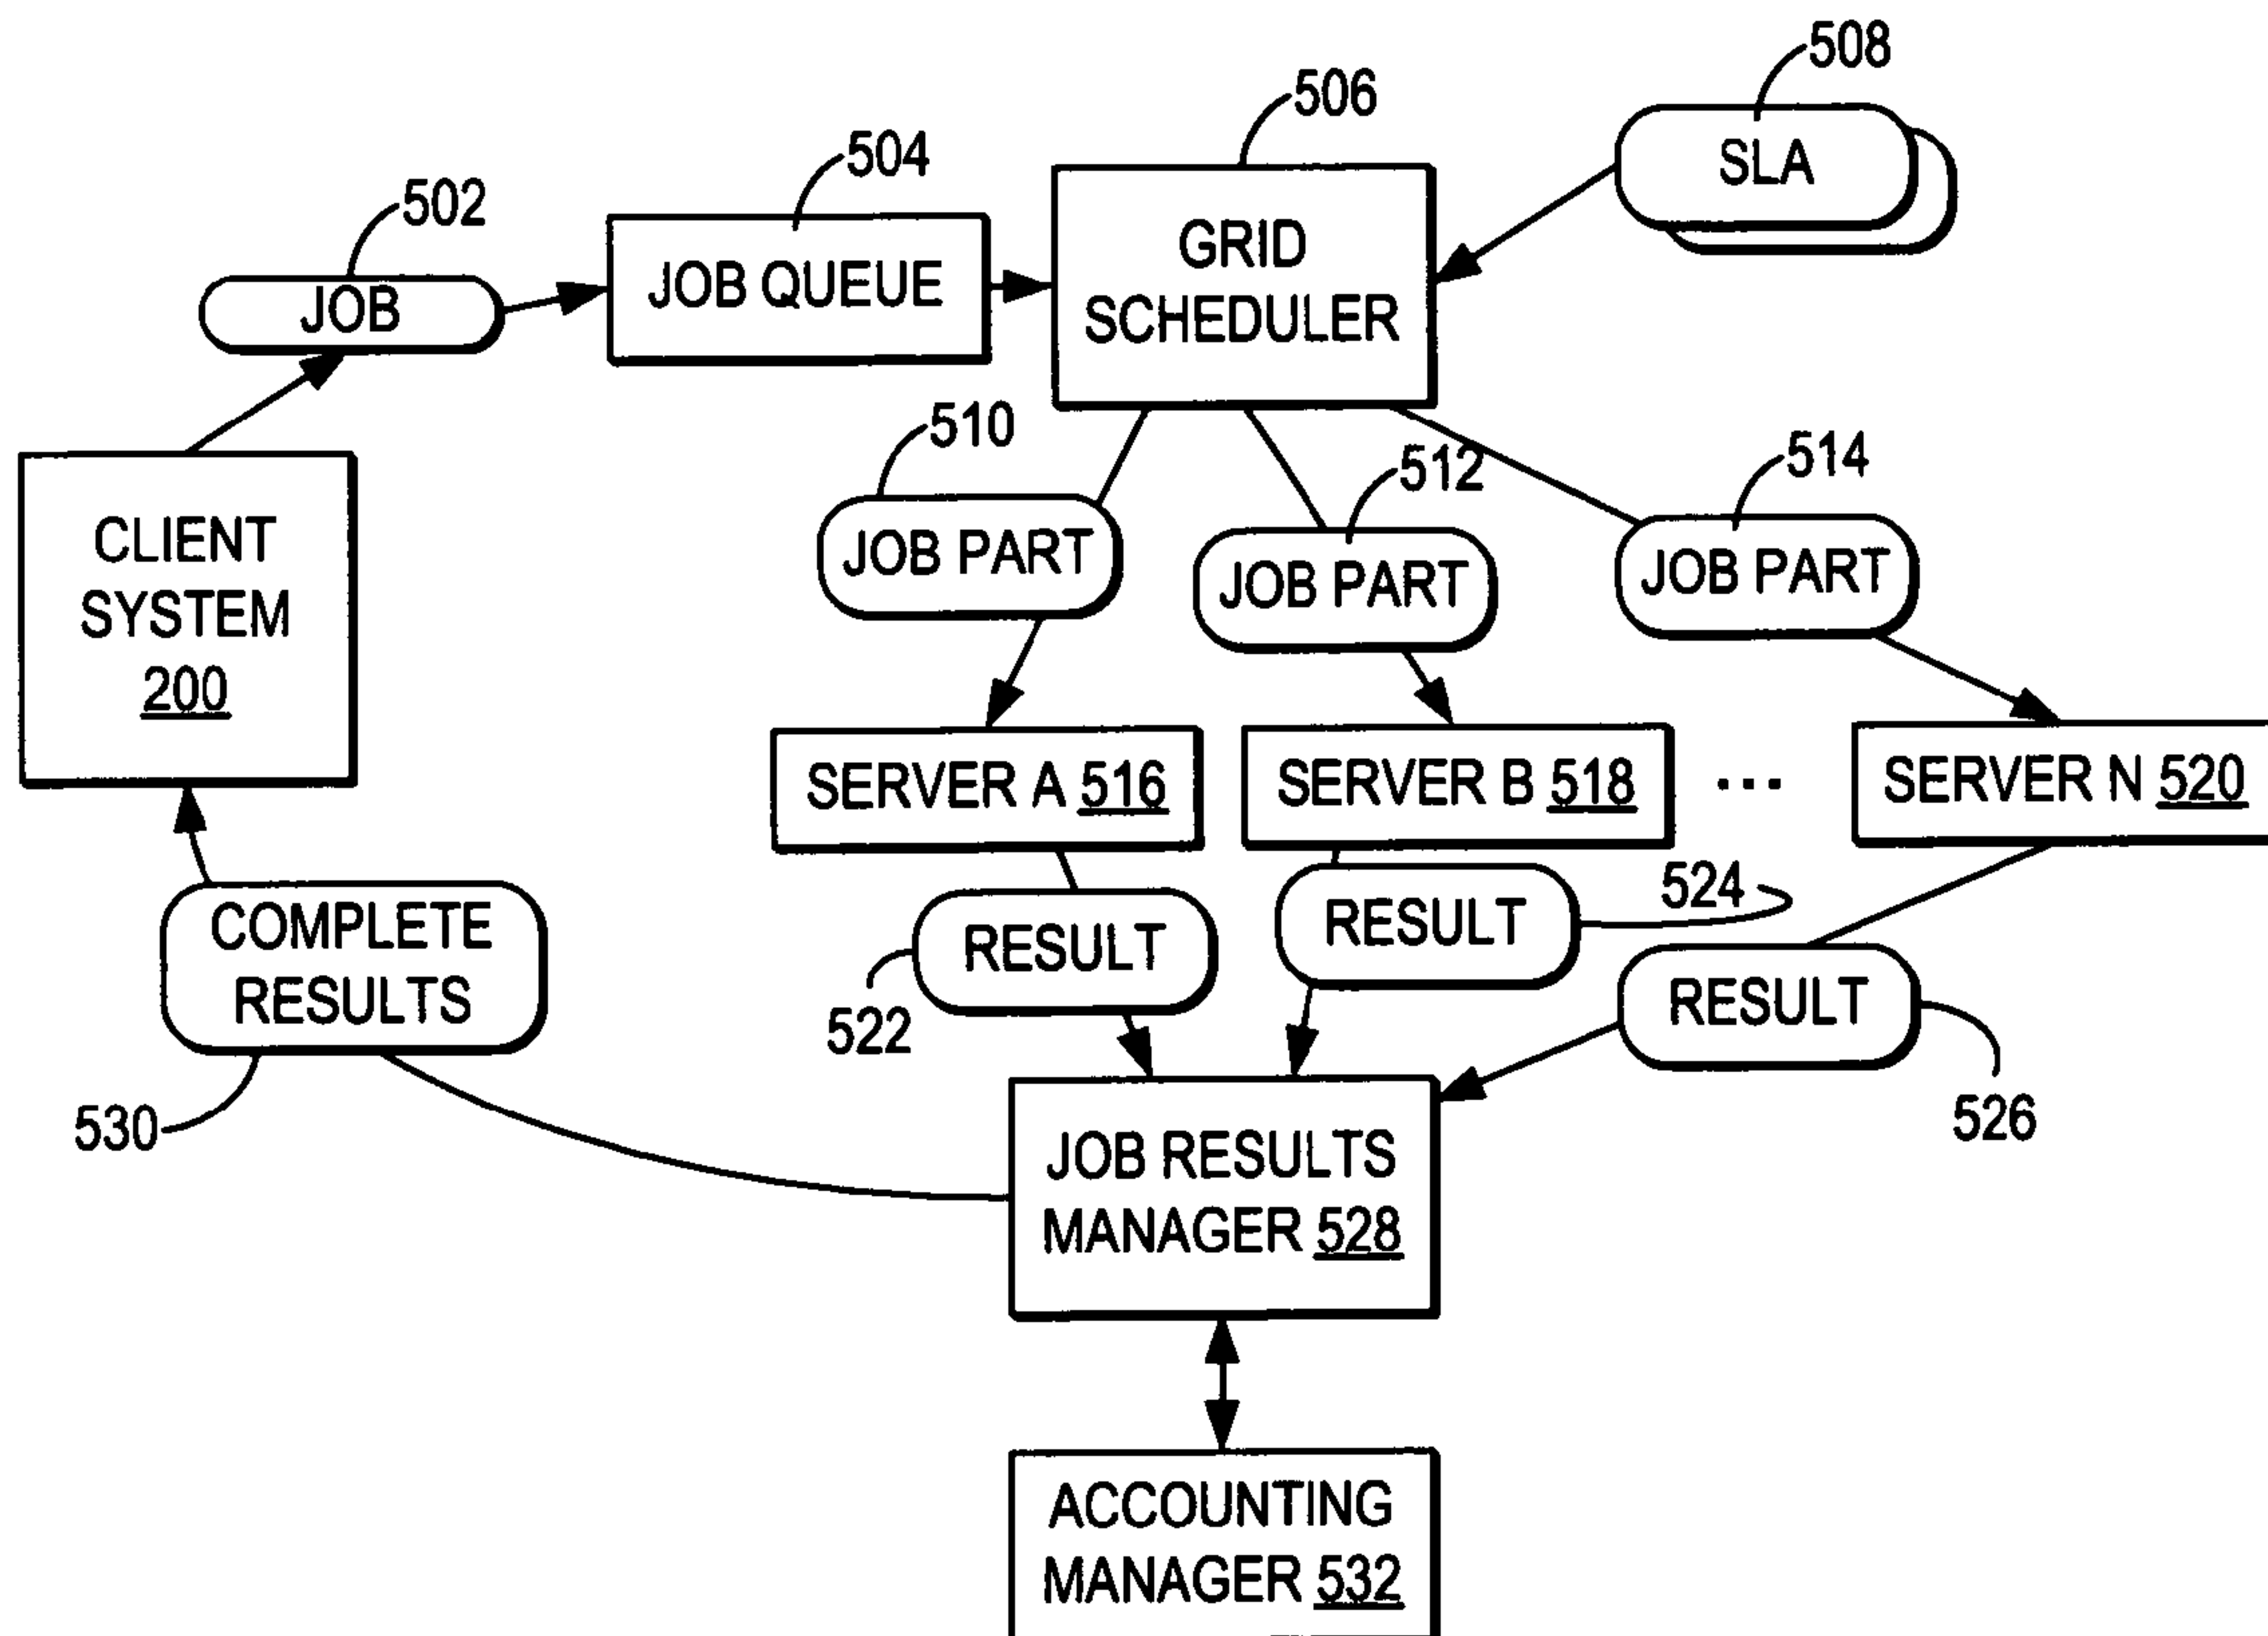 508
506
SLA
504
502
GRID
SCHEDULER
JOB QUEUE
JOB
510
512
514
CLIENT
SYSTEM
200
JOB PART
JOB PART
JOB PART
SERVER A 516
SERVER B 518
...
SERVER N 520
COMPLETE
RESULTS
RESULT
RESULT
524
RESULT
522
526
530
JOB RESULTS
MANAGER 528
ACCOUNTING
MANAGER 532